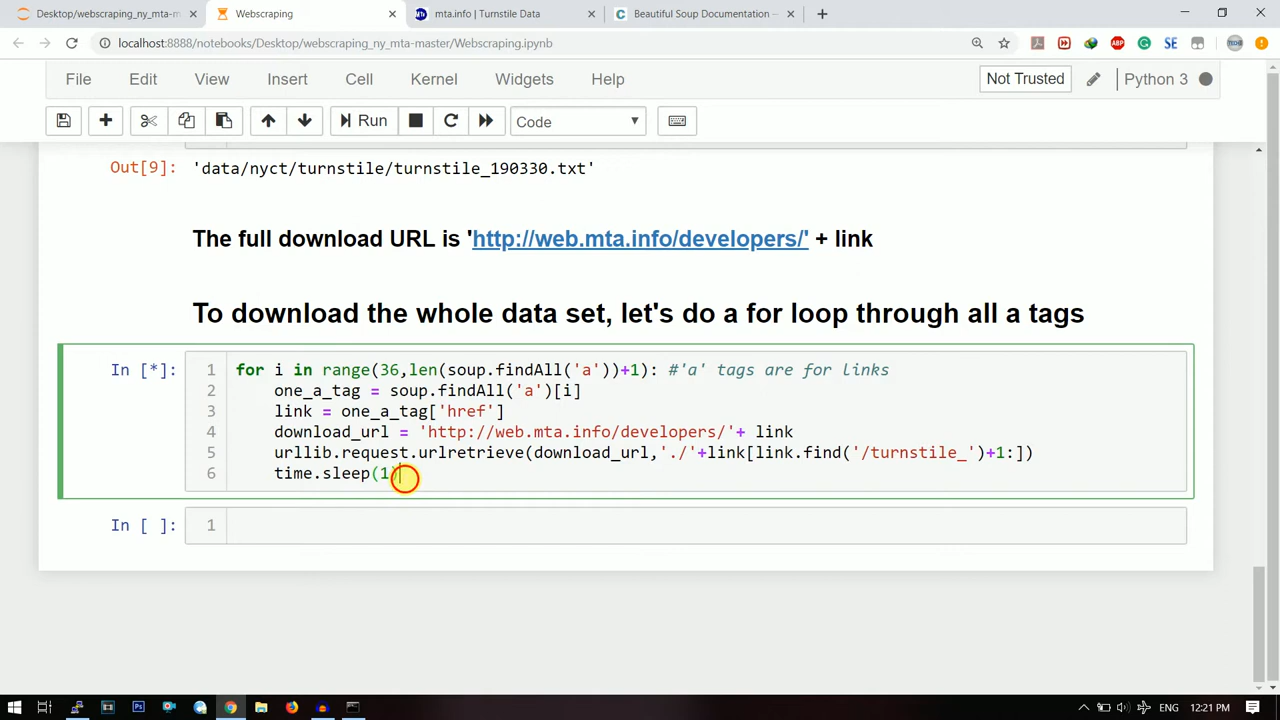 Desktop/webscraping_ny_mta-m
Webscraping
mta.info | Turnstile Data
Beautiful Soup Documentation —
localhost:8888/notebooks/Desktop/webscraping_ny_mta-master/Webscraping.ipynb
File Edit View Insert Cell Kernel Widgets Help Not Trusted Python 3
Run Code
Out[9]: 'data/nyct/turnstile/turnstile_190330.txt'
The full download URL is 'http://web.mta.info/developers/' + link
To download the whole data set, let's do a for loop through all a tags
In [*]: 1 for i in range(36,len(soup.findAll('a'))+1): #'a' tags are for links
2 one_a_tag = soup.findAll('a')[i]
3 link = one_a_tag['href']
4 download_url = 'http://web.mta.info/developers/'+ link
5 urllib.request.urlretrieve(download_url,'./'+link[link.find('/turnstile_')+1:])
6 time.sleep(1)
In [ ]: 1
ENG 12:21 PM